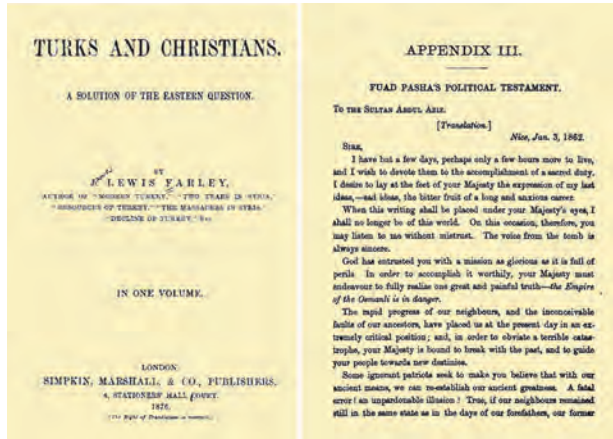 TURKS AND CHRISTIANS.
A SOLUTION OF THE EASTERN QUESTION.
BY
LEWIS FARLEY,
AUTHOR OF "MODERN TURKEY," "TWO YEARS IN SYRIA,"
"RESOURCES OF TURKEY," "THE MASSACRES IN SYRIA,"
"DECLINE OF TURKEY," &c.
IN ONE VOLUME.
LONDON:
SIMPKIN, MARSHALL, & CO., PUBLISHERS,
4, STATIONERS' HALL COURT.
1876.
(The Right of Translation is reserved.)
APPENDIX III.
FUAD PASHA'S POLITICAL TESTAMENT.
TO THE SULTAN ABDUL AZIZ.
[Translation.]
Nice, Jan. 3, 1862.
SIRE,
I have but a few days, perhaps only a few hours more to live,
and I wish to devote them to the accomplishment of a sacred duty.
I desire to lay at the feet of your Majesty the expression of my last
ideas,—sad ideas, the bitter fruit of a long and anxious career.
When this writing shall be placed under your Majesty's eyes, I
shall no longer be of this world. On this occasion, therefore, you
may listen to me without mistrust. The voice from the tomb is
always sincere.
God has entrusted you with a mission as glorious as it is full of
perils. In order to accomplish it worthily, your Majesty must
endeavour to fully realise one great and painful truth—the Empire
of the Osmanli is in danger.
The rapid progress of our neighbours, and the inconceivable
faults of our ancestors, have placed us at the present day in an ex-
tremely critical position; and, in order to obviate a terrible catas-
trophe, your Majesty is bound to break with the past, and to guide
your people towards new destinies.
Some ignorant patriots seek to make you believe that with our
ancient means, we can re-establish our ancient greatness. A fatal
error! an unpardonable illusion! True, if our neighbours remained
still in the same state as in the days of our forefathers, our former